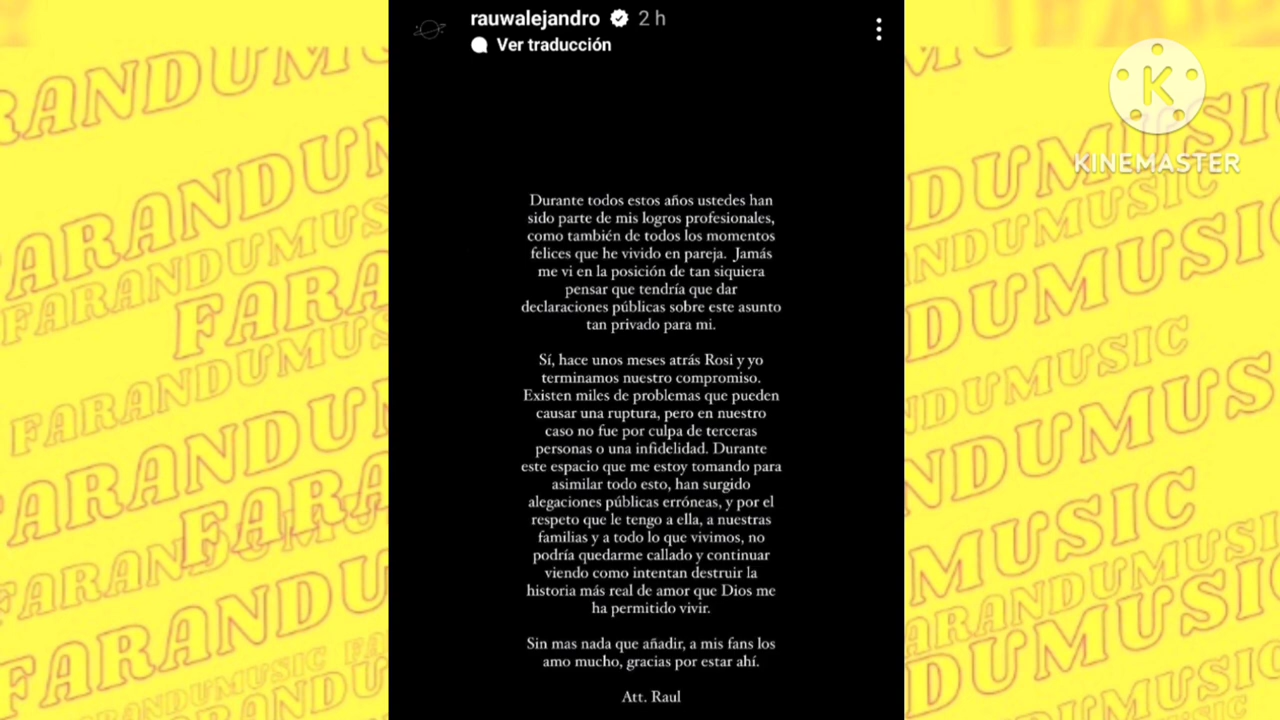 rauwalejandro 2 h
Ver traducción
Durante todos estos años ustedes han
sido parte de mis logros profesionales,
como también de todos los momentos
felices que he vivido en pareja. Jamás
me vi en la posición de tan siquiera
pensar que tendría que dar
declaraciones públicas sobre este asunto
tan privado para mi.
Sí, hace unos meses atrás Rosi y yo
terminamos nuestro compromiso.
Existen miles de problemas que pueden
causar una ruptura, pero en nuestro
caso no fue por culpa de terceras
personas o una infidelidad. Durante
este espacio que me estoy tomando para
asimilar todo esto, han surgido
alegaciones públicas erróneas, y por el
respeto que le tengo a ella, a nuestras
familias y a todo lo que vivimos, no
podría quedarme callado y continuar
viendo como intentan destruir la
historia más real de amor que Dios me
ha permitido vivir.
Sin mas nada que añadir, a mis fans los
amo mucho, gracias por estar ahí.
Att. Raul
K
KINEMASTER
FARANDUMUSIC